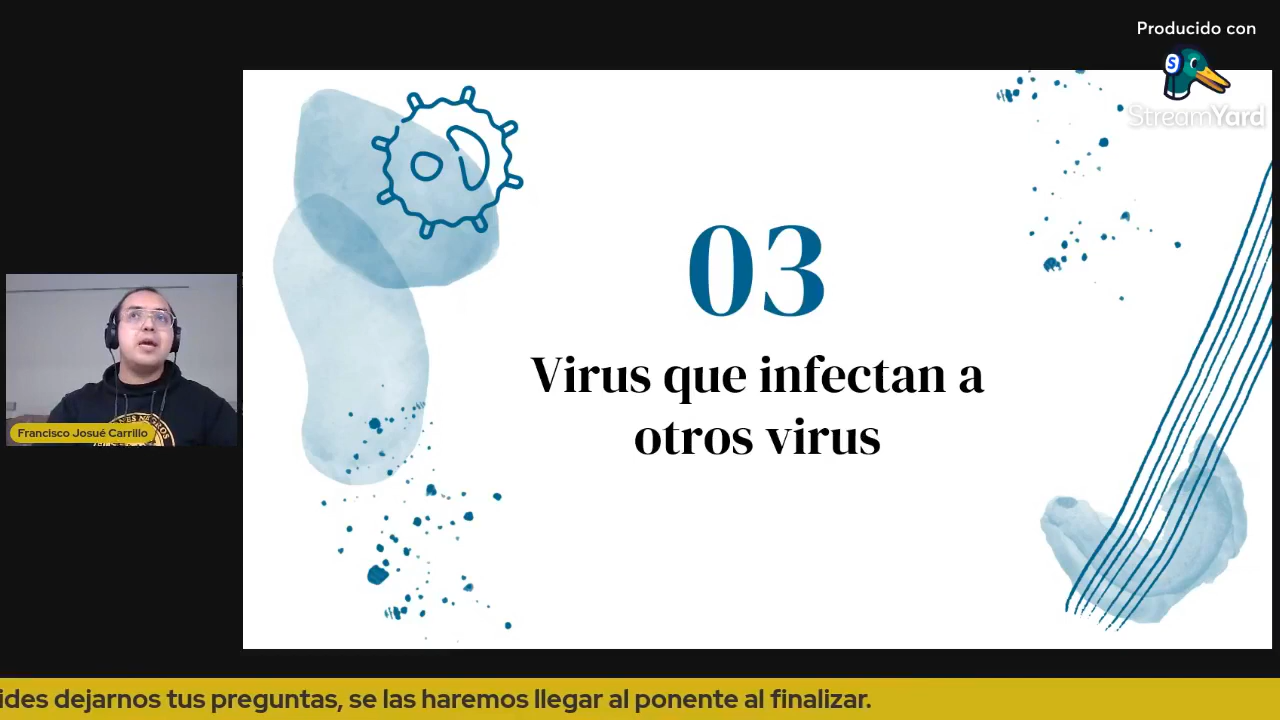 Producido con
StreamYard
03
Virus que infectan a
otros virus
Francisco Josué Carrillo
ides dejarnos tus preguntas, se las haremos llegar al ponente al finalizar.